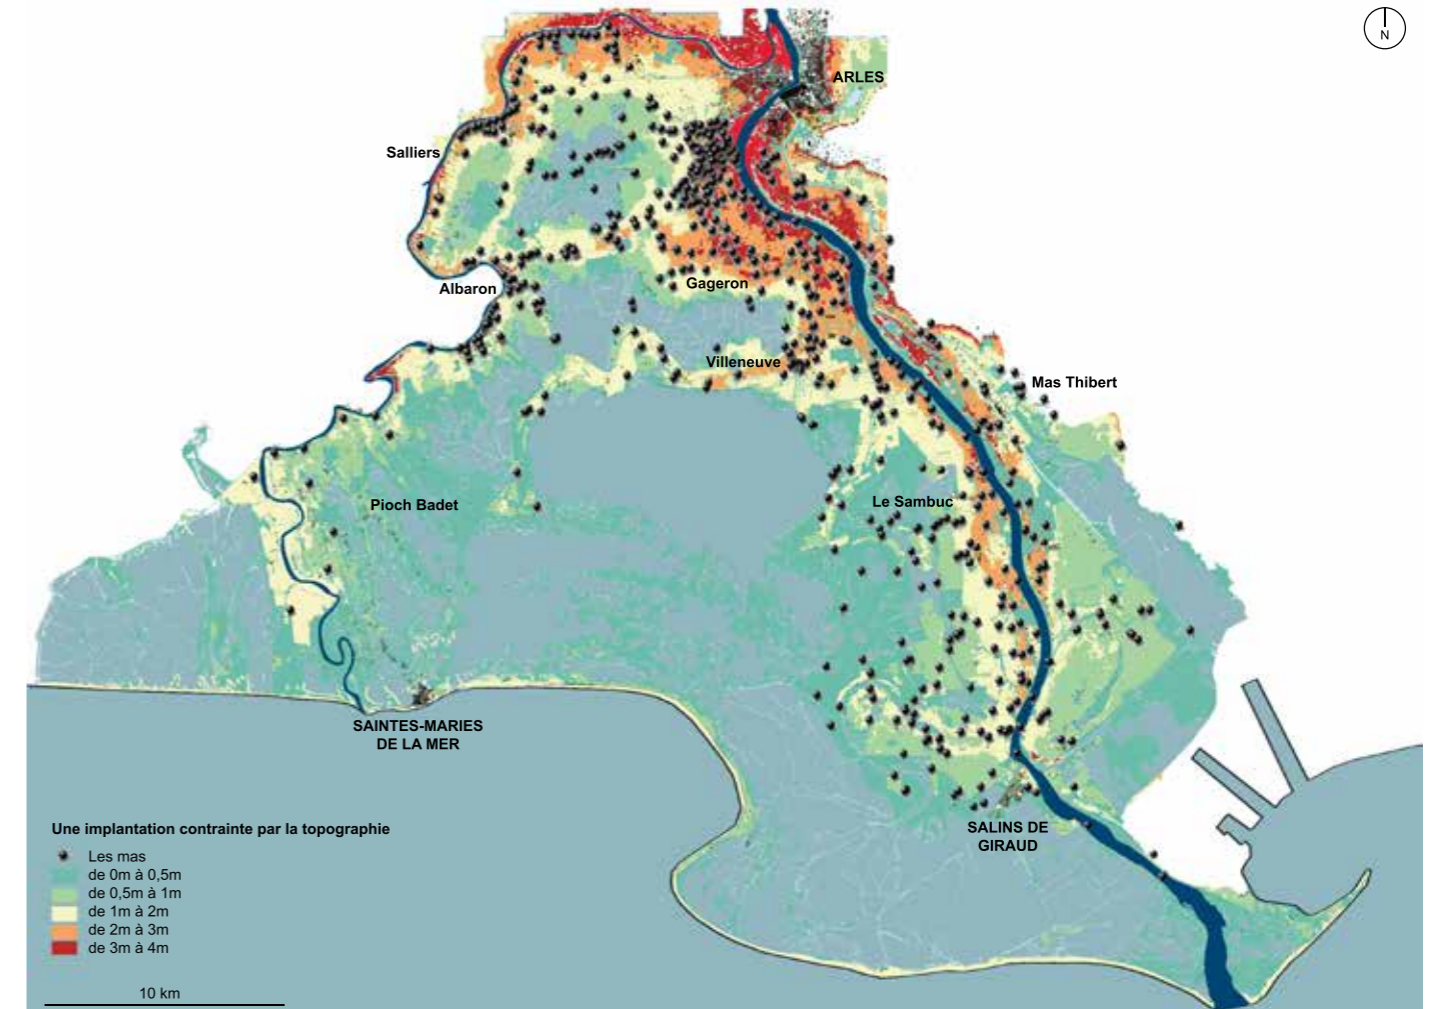 N
ARLES
Salliers
Albaron
Gageron
Villeneuve
Mas Thibert
Pioch Badet
Le Sambuc
SAINTES-MARIES
DE LA MER
SALINS DE
GIRAUD
Une implantation contrainte par la topographie
Les mas
de 0m à 0,5m
de 0,5m à 1m
de 1m à 2m
de 2m à 3m
de 3m à 4m
10 km